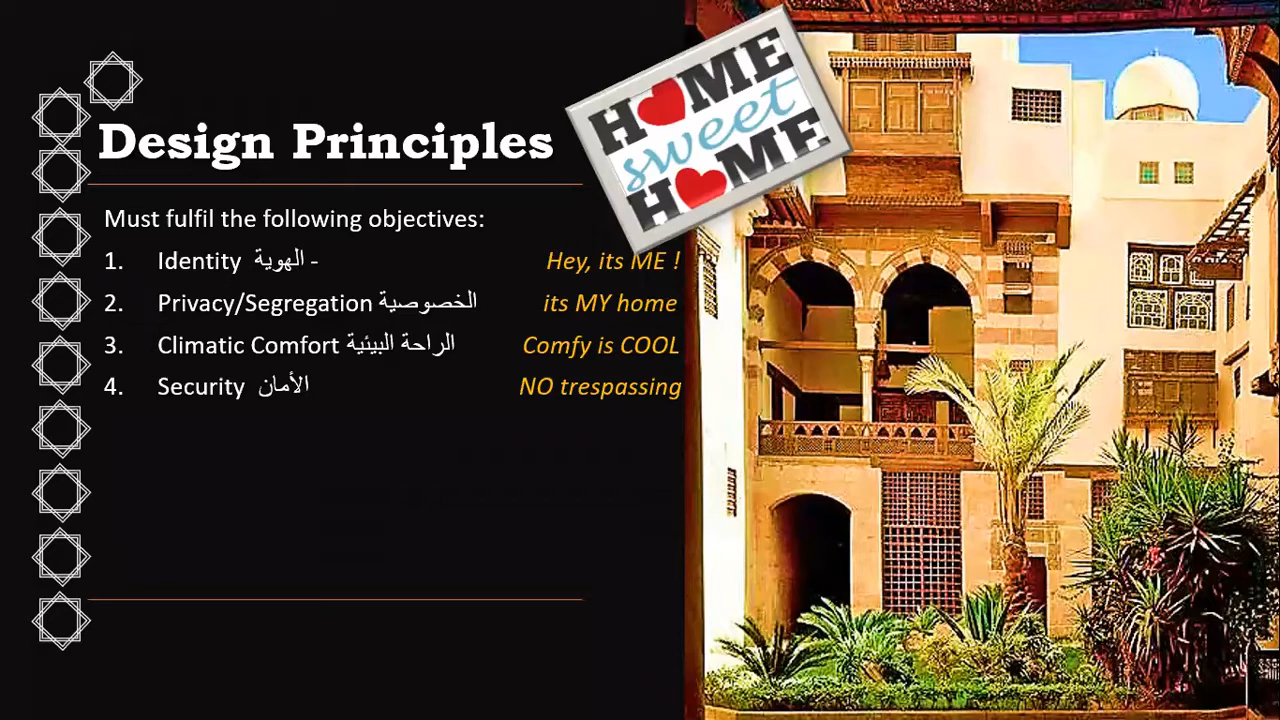 Design Principles
HOME
sweet
HOME
Must fulfil the following objectives:
1. Identity الهوية - Hey, its ME !
2. Privacy/Segregation الخصوصية its MY home
3. Climatic Comfort الراحة البيئية Comfy is COOL
4. Security الأمان NO trespassing